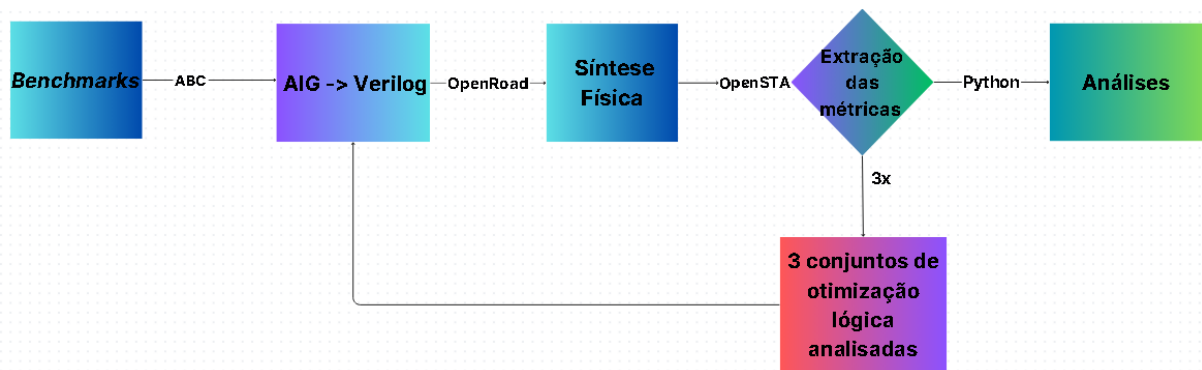 Benchmarks
ABC
AIG -> Verilog
OpenRoad
Síntese
Física
OpenSTA
Extração
das
métricas
Python
Análises
3x
3 conjuntos de
otimização
lógica
analisadas